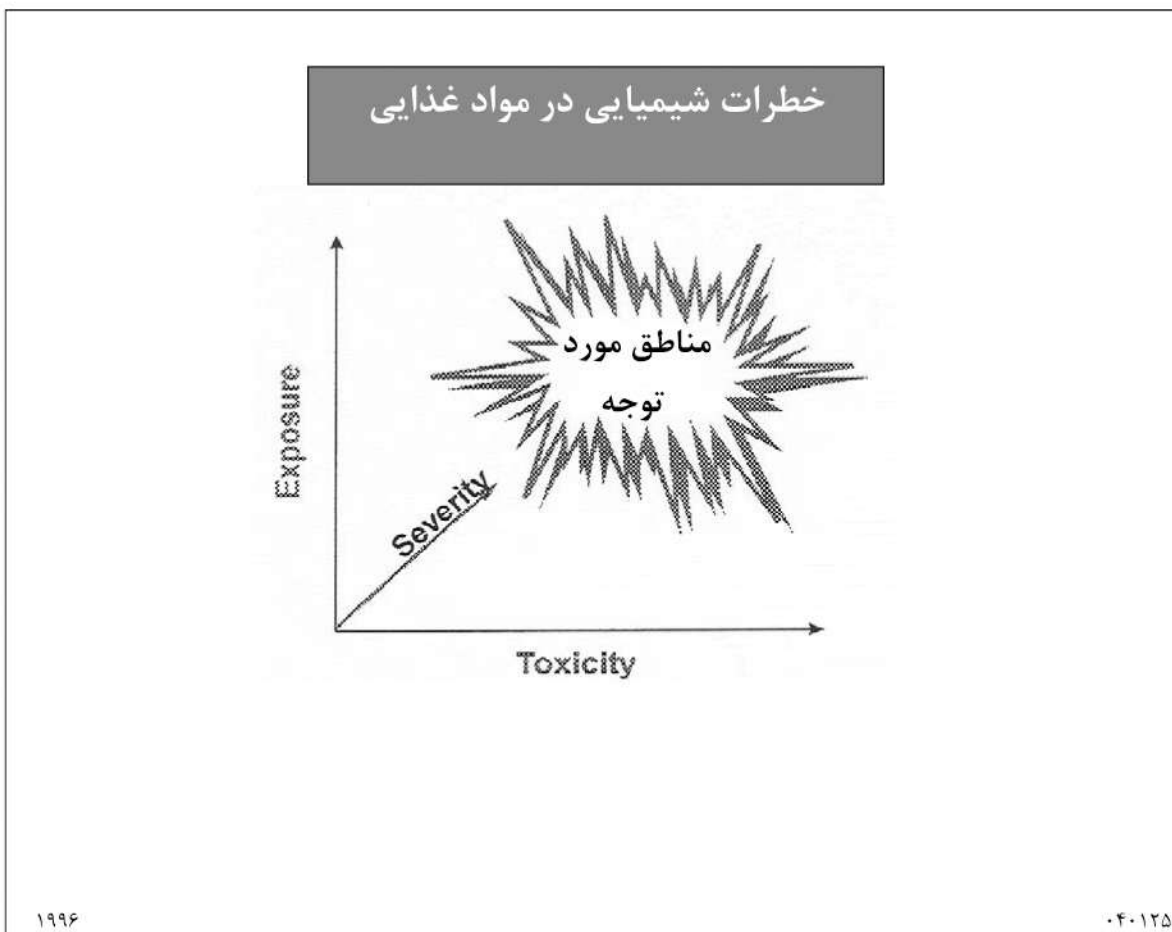 خطرات شیمیایی در مواد غذایی
مناطق مورد
توجه
Exposure
Severity
Toxicity
۱۹۹۶
۰۴۰۱۲۵